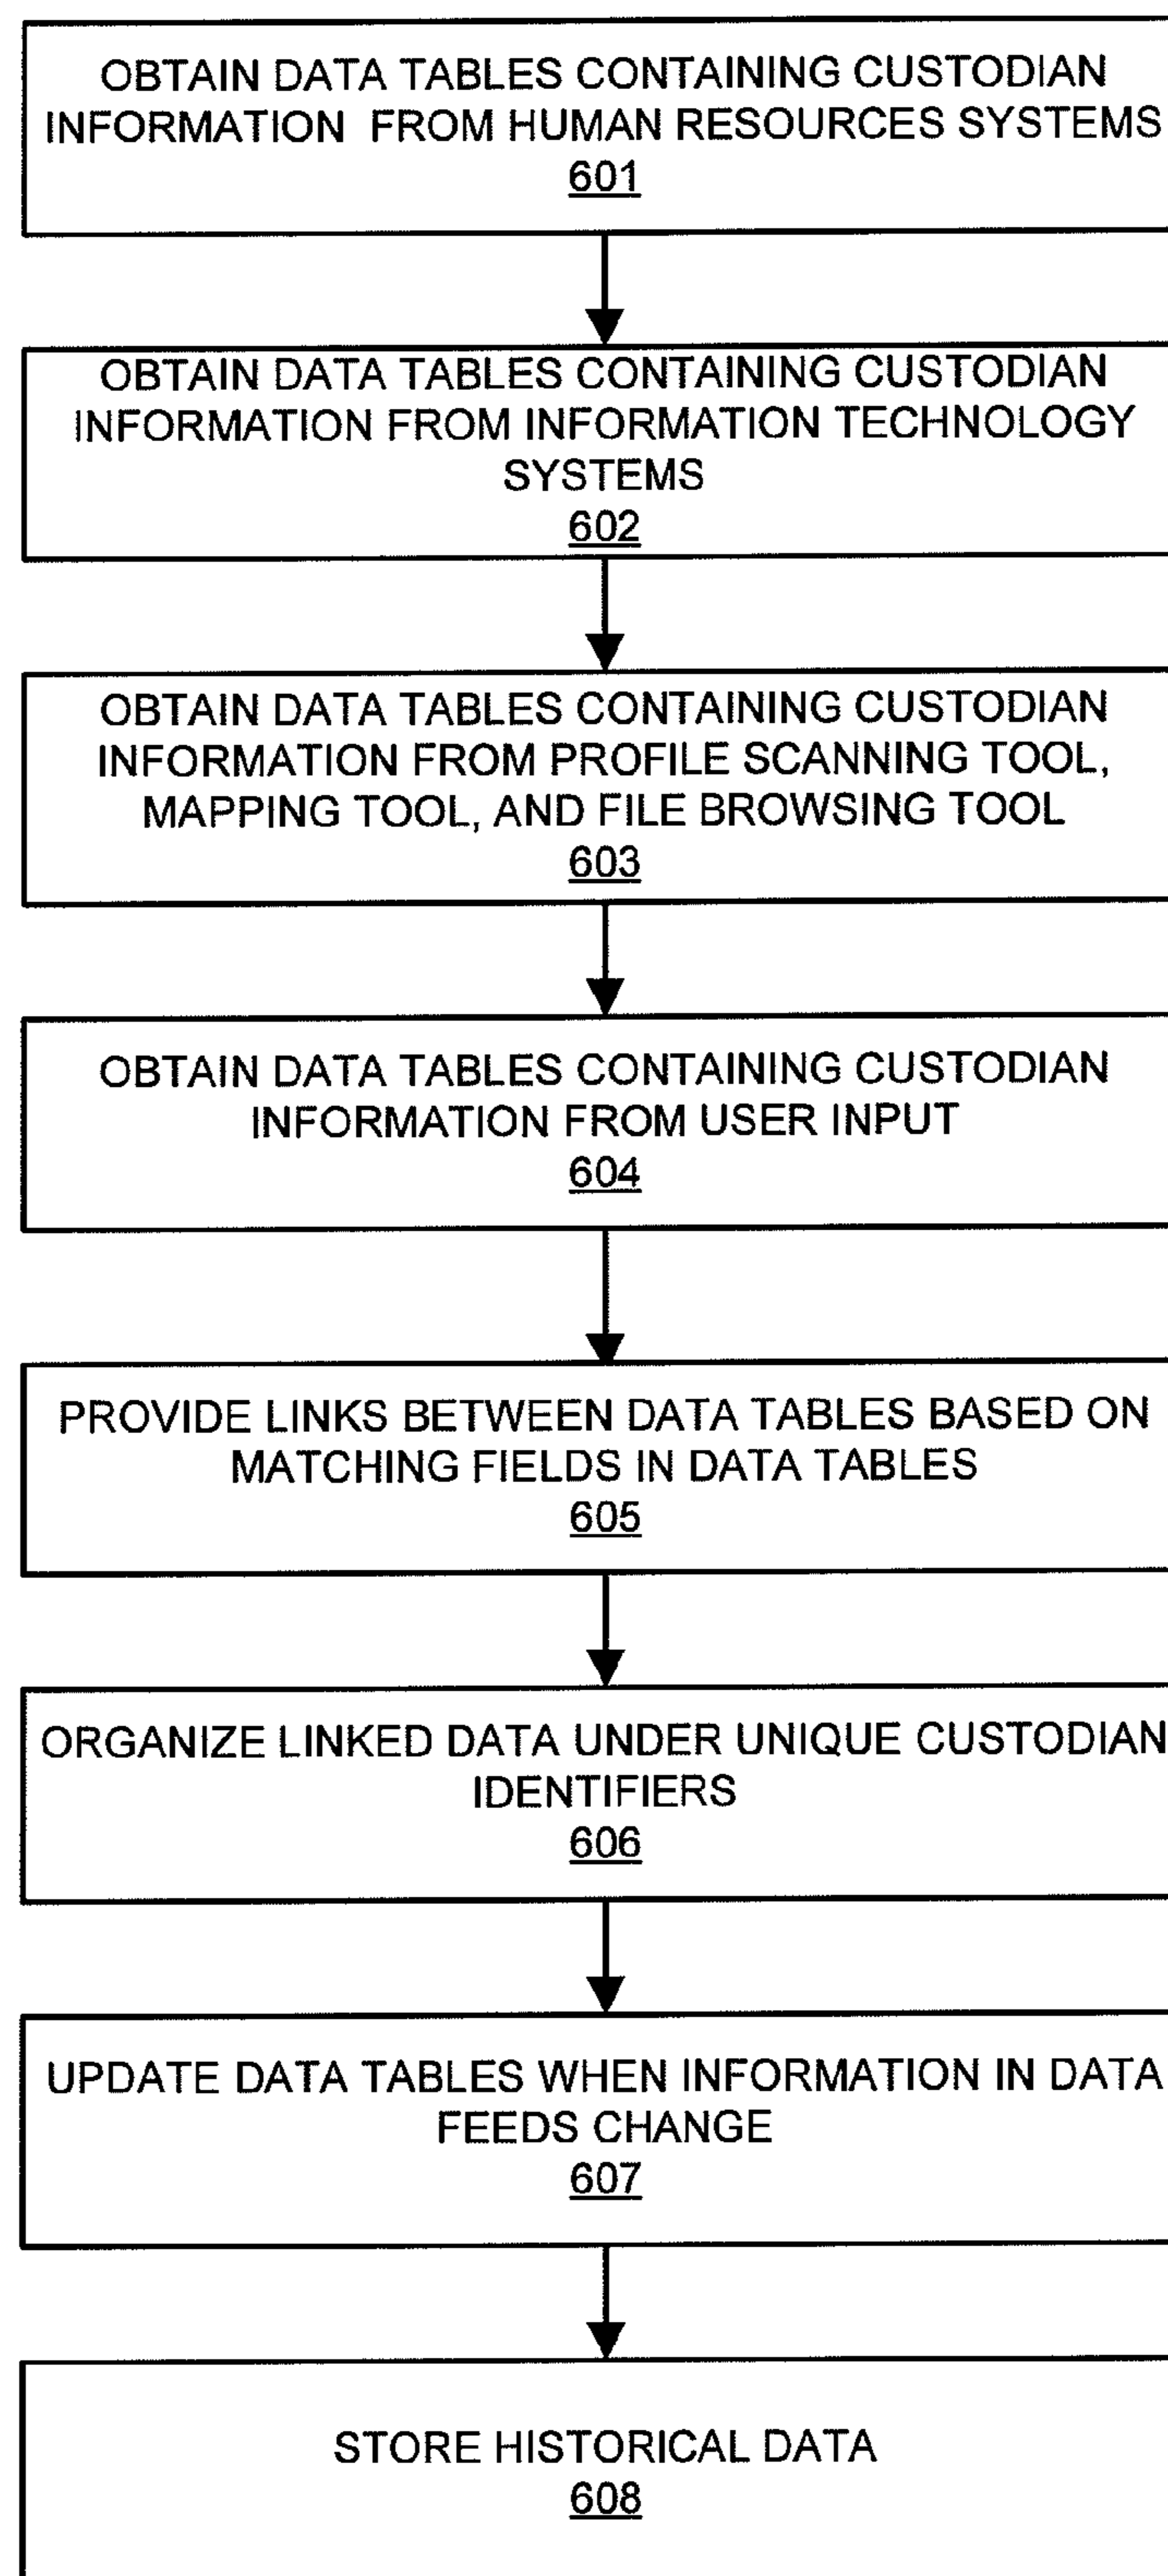 OBTAIN DATA TABLES CONTAINING CUSTODIAN
INFORMATION FROM HUMAN RESOURCES SYSTEMS
601
OBTAIN DATA TABLES CONTAINING CUSTODIAN
INFORMATION FROM INFORMATION TECHNOLOGY
SYSTEMS
602
OBTAIN DATA TABLES CONTAINING CUSTODIAN
INFORMATION FROM PROFILE SCANNING TOOL,
MAPPING TOOL, AND FILE BROWSING TOOL
603
OBTAIN DATA TABLES CONTAINING CUSTODIAN
INFORMATION FROM USER INPUT
604
PROVIDE LINKS BETWEEN DATA TABLES BASED ON
MATCHING FIELDS IN DATA TABLES
605
ORGANIZE LINKED DATA UNDER UNIQUE CUSTODIAN
IDENTIFIERS
606
UPDATE DATA TABLES WHEN INFORMATION IN DATA
FEEDS CHANGE
607
STORE HISTORICAL DATA
608